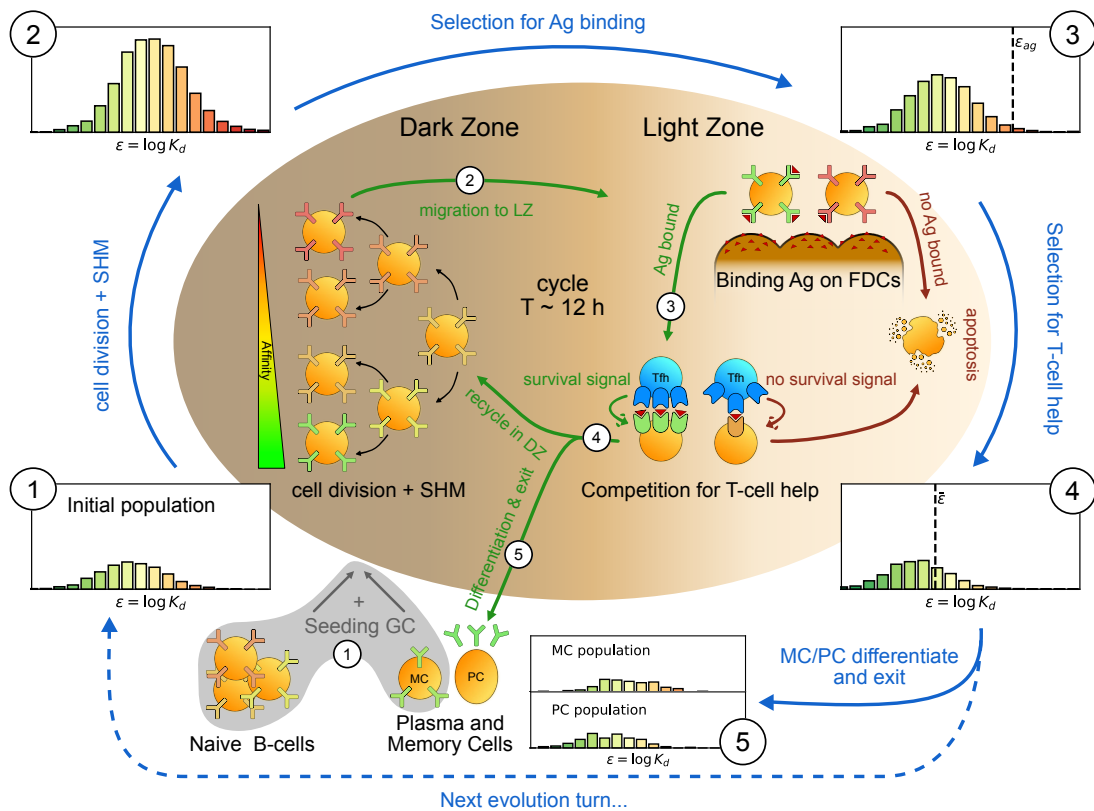 Selection for Ag binding
2
ε = log K_d
3
ε_ag
ε = log K_d
Dark Zone
Light Zone
2
migration to LZ
cycle
T ~ 12 h
Affinity
cell division + SHM
Ag bound
no Ag bound
Binding Ag on FDCs
3
apoptosis
Tfh
Tfh
survival signal
no survival signal
4
recycle in DZ
Competition for T-cell help
Differentiation & exit
5
cell division + SHM
Selection for T-cell help
1
Initial population
ε = log K_d
4
ε̄
ε = log K_d
+
Seeding GC
1
MC
PC
Naive B-cells
Plasma and
Memory Cells
MC population
PC population
ε = log K_d
5
MC/PC differentiate
and exit
Next evolution turn...